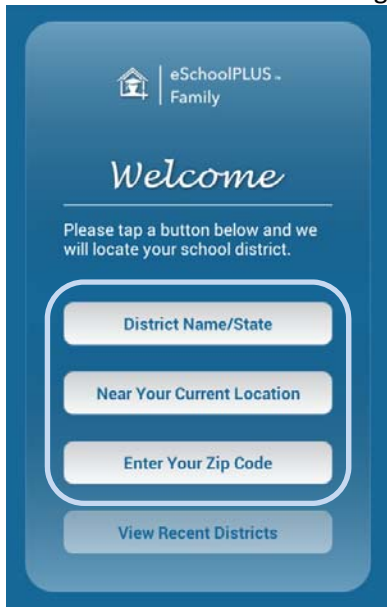 eSchoolPLUS™
Family
Welcome
Please tap a button below and we
will locate your school district.
District Name/State
Near Your Current Location
Enter Your Zip Code
View Recent Districts